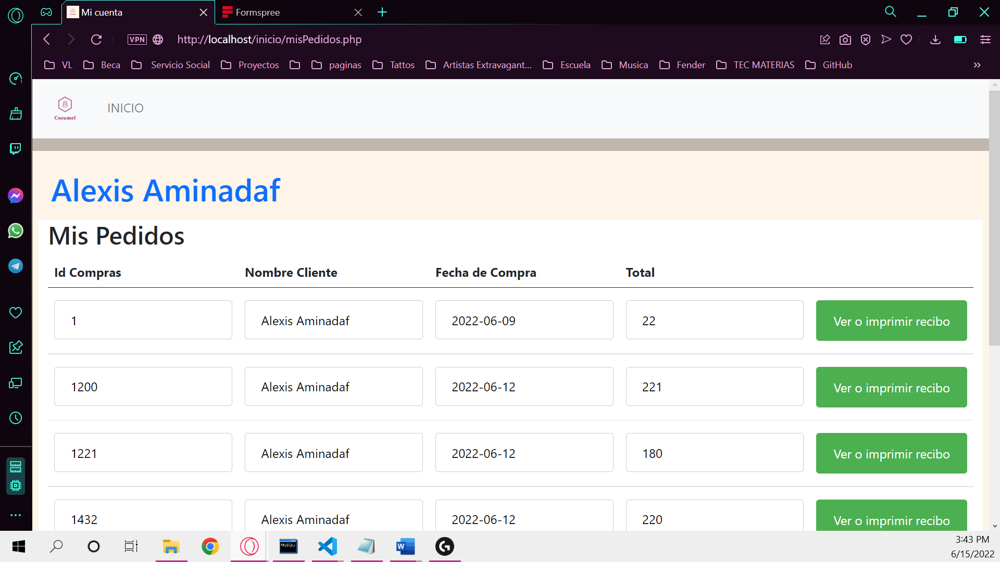 Mi cuenta
Formspree
VPN
http://localhost/inicio/misPedidos.php
VL
Beca
Servicio Social
Proyectos
paginas
Tattos
Artistas Extravagant...
Escuela
Musica
Fender
TEC MATERIAS
GitHub
Cosumel
INICIO
Alexis Aminadaf
Mis Pedidos
Id Compras Nombre Cliente Fecha de Compra Total
1 Alexis Aminadaf 2022-06-09 22 Ver o imprimir recibo
1200 Alexis Aminadaf 2022-06-12 221 Ver o imprimir recibo
1221 Alexis Aminadaf 2022-06-12 180 Ver o imprimir recibo
1432 Alexis Aminadaf 2022-06-12 220 Ver o imprimir recibo
MySQL
W
3:43 PM
6/15/2022